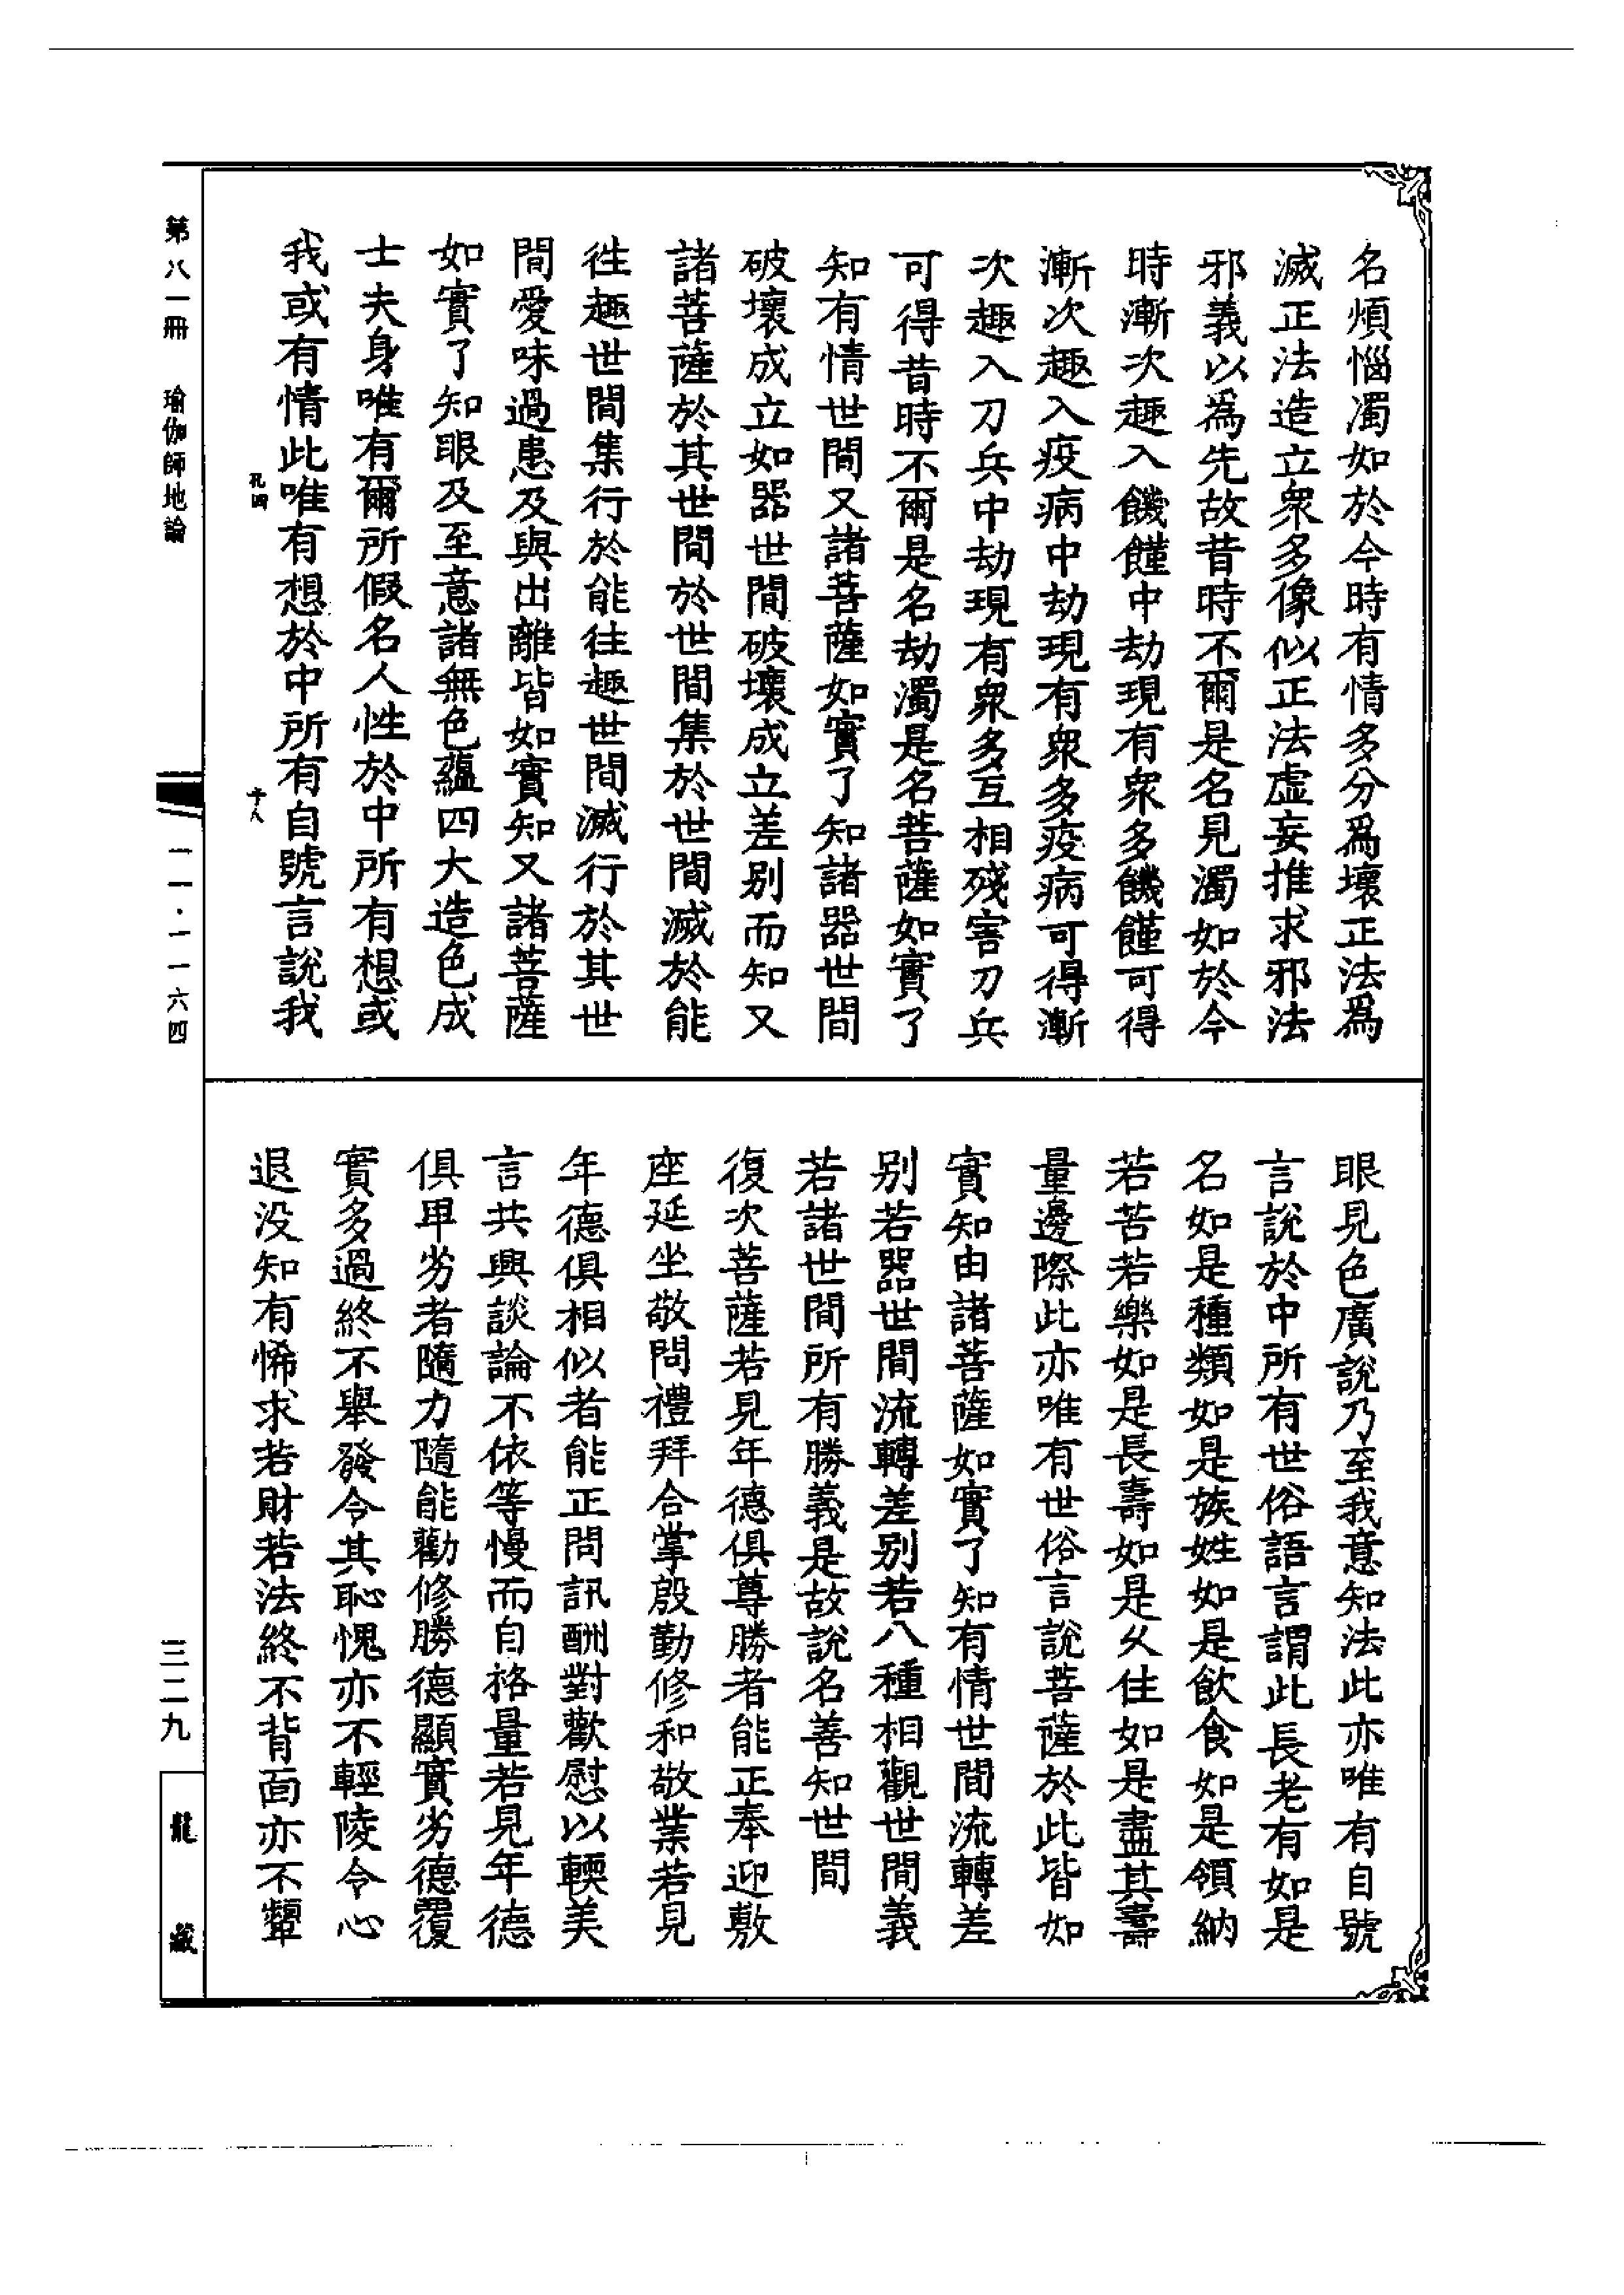 名煩惱濁如於今時有情多分爲壞正法爲
滅正法造立衆多像似正法虛妄推求邪法
邪義以爲先故昔時不爾是名見濁如於今
時漸次趣入饑饉中劫現有衆多饑饉可得
漸次趣入疫病中劫現有衆多疫病可得漸
次趣入刀兵中劫現有衆多互相殘害刀兵
可得昔時不爾是名劫濁是名菩薩如實了
知有情世間又諸菩薩如實了知諸器世間
破壞成立如器世間破壞成立差别而知又
諸菩薩於其世間於世間集於世間滅於能
往趣世間集行於能往趣世間滅行於其世
間愛味過患及與出離皆如實知又諸菩薩
如實了知眼及至意諸無色蘊四大造色成
士夫身唯有爾所假名人性於中所有想或
我或有情此唯有想於中所有自號言說我
孔四
十八
眼見色廣說乃至我意知法此亦唯有自號
言說於中所有世俗語言謂此長老有如是
名如是種類如是族姓如是飲食如是領納
若苦若樂如是長壽如是久住如是盡其壽
量邊際此亦唯有世俗言說菩薩於此皆如
實知由諸菩薩如實了知有情世間流轉差
别若器世間流轉差别若八種相觀世間義
若諸世間所有勝義是故說名善知世間
復次菩薩若見年德俱尊勝者能正奉迎敷
座延坐敬問禮拜合掌殷勤修和敬業若見
年德俱相似者能正問訊酬對歡慰以輭美
言共興談論不依等慢而自挌量若見年德
俱卑劣者隨力隨能勸修勝德顯實劣德覆
實多過終不舉發令其恥愧亦不輕陵令心
退没知有悕求若財若法終不背面亦不顰
第八一冊 瑜伽師地論
一一·一一六四
三二九
龍藏